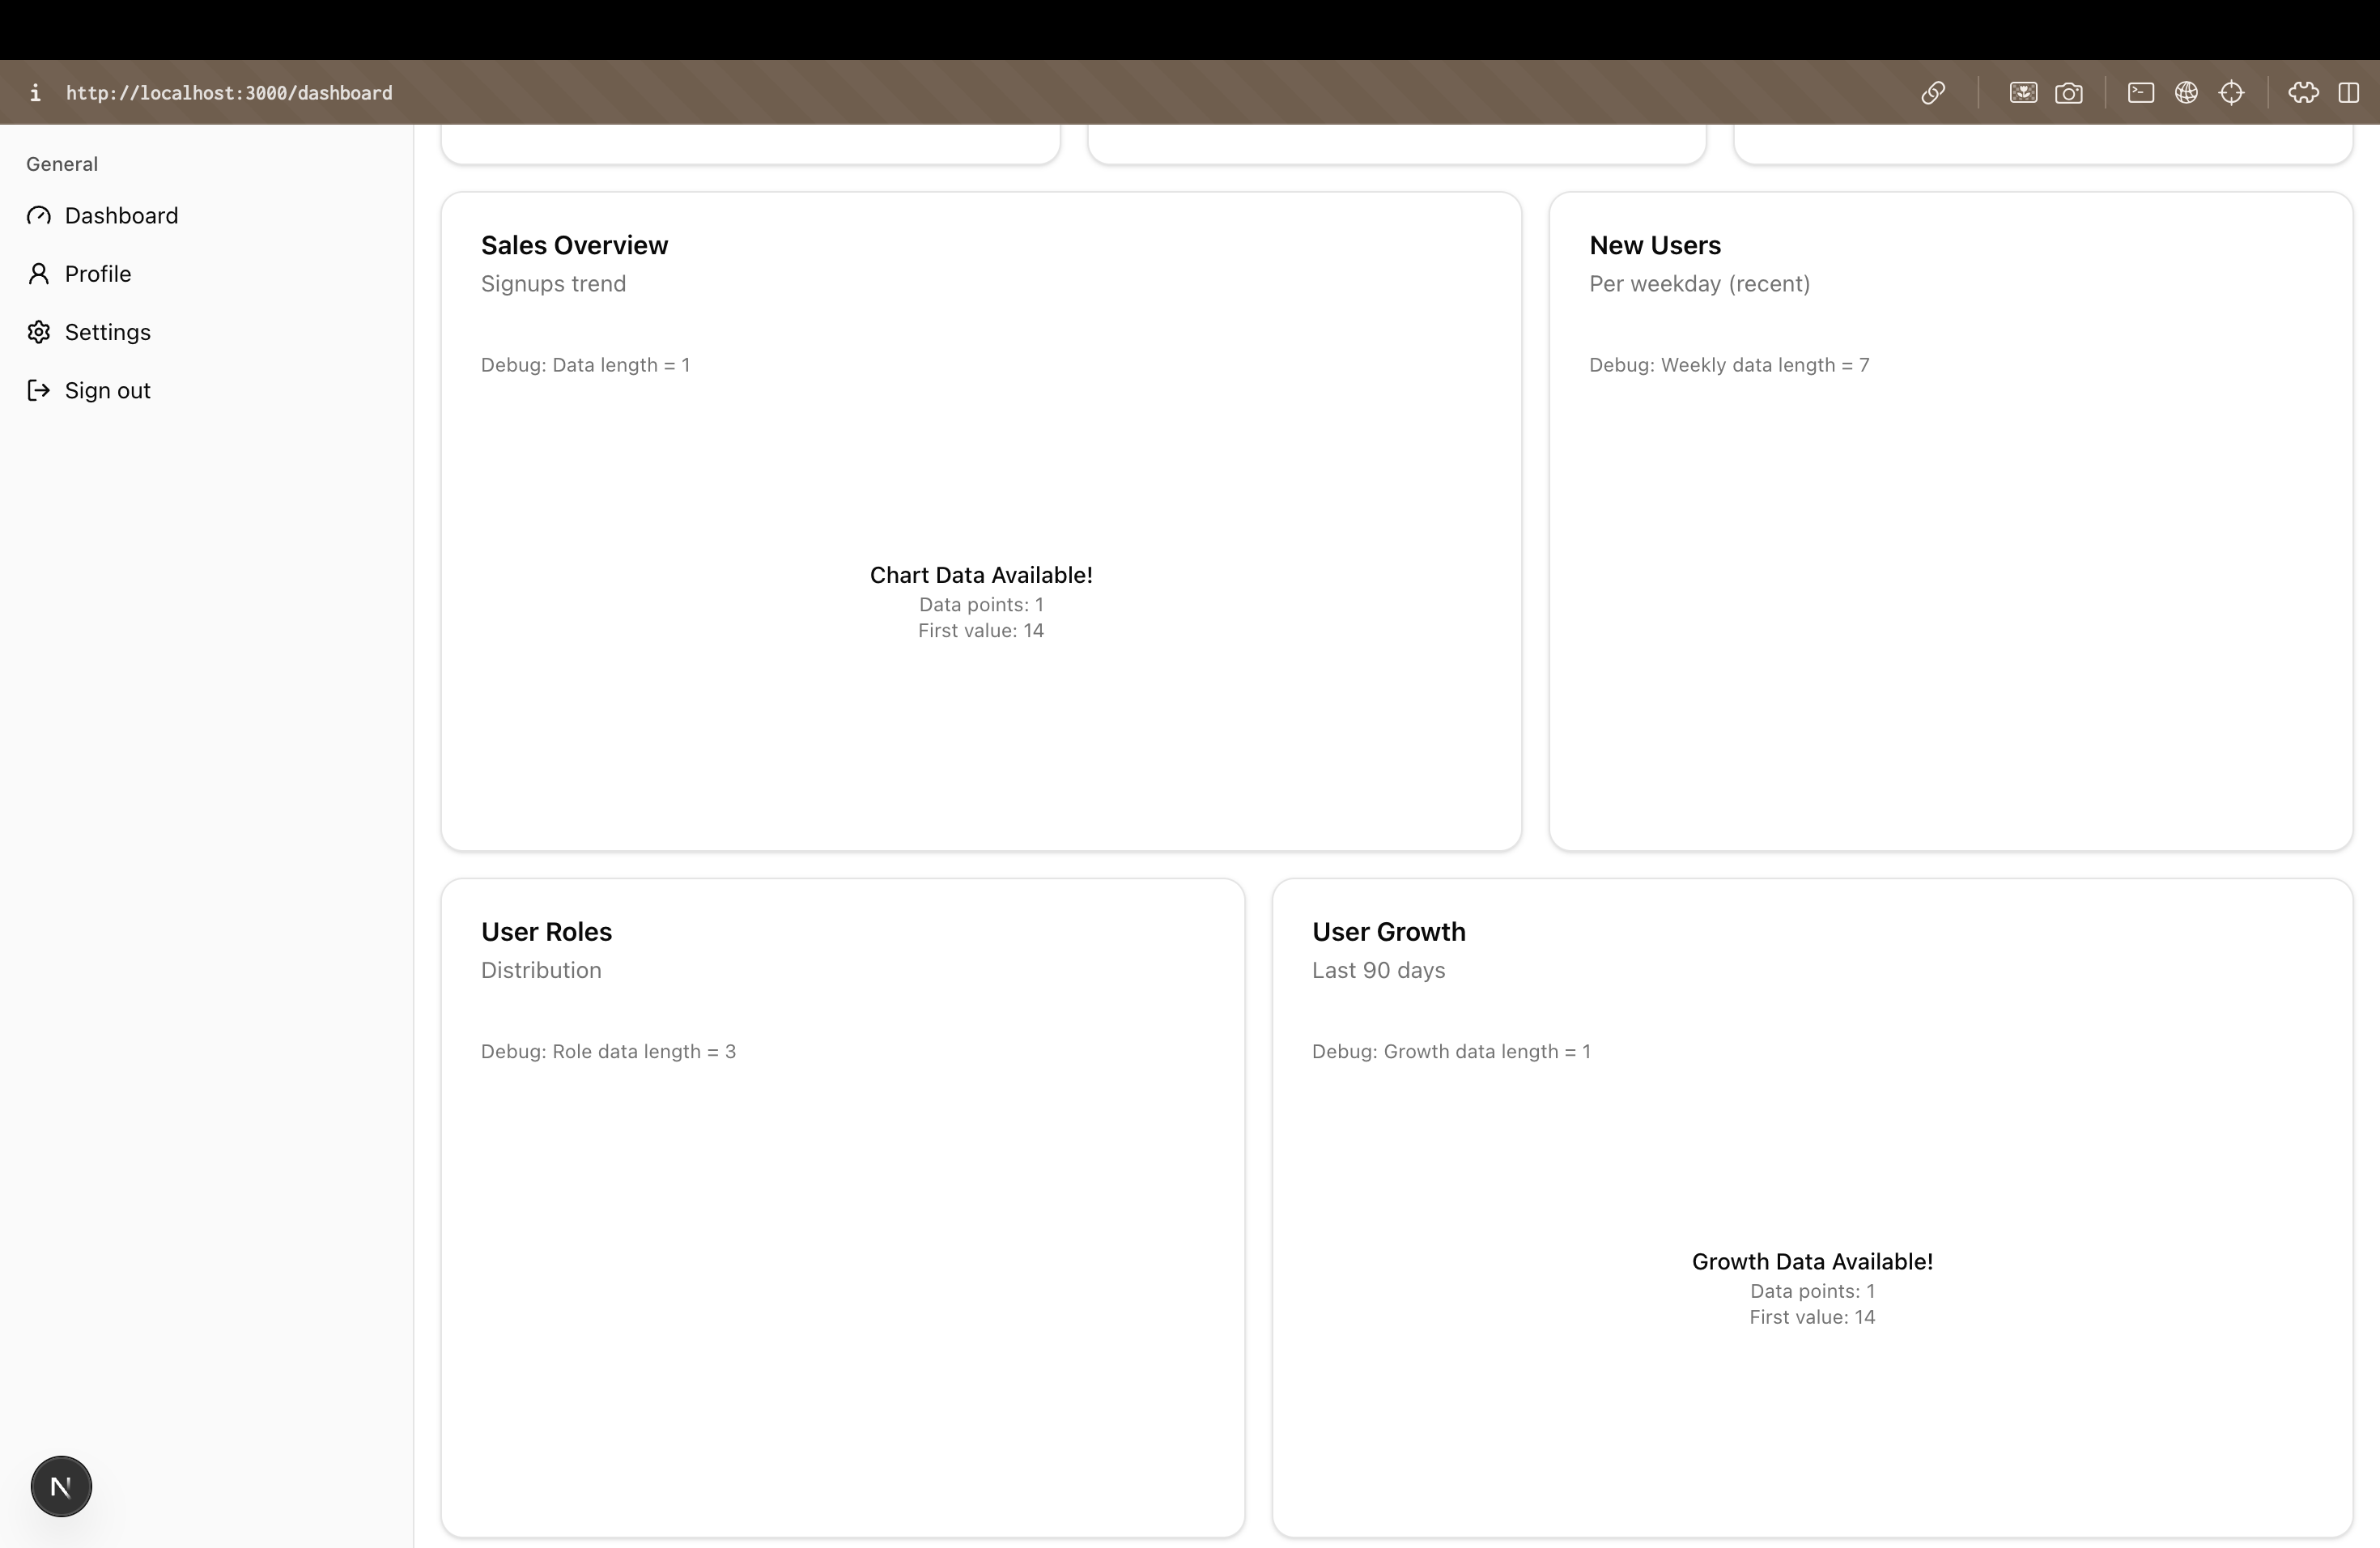 http://localhost:3000/dashboard
General
Dashboard
Profile
Settings
Sign out
Sales Overview
Signups trend
Debug: Data length = 1
Chart Data Available!
Data points: 1
First value: 14
New Users
Per weekday (recent)
Debug: Weekly data length = 7
User Roles
Distribution
Debug: Role data length = 3
User Growth
Last 90 days
Debug: Growth data length = 1
Growth Data Available!
Data points: 1
First value: 14
N